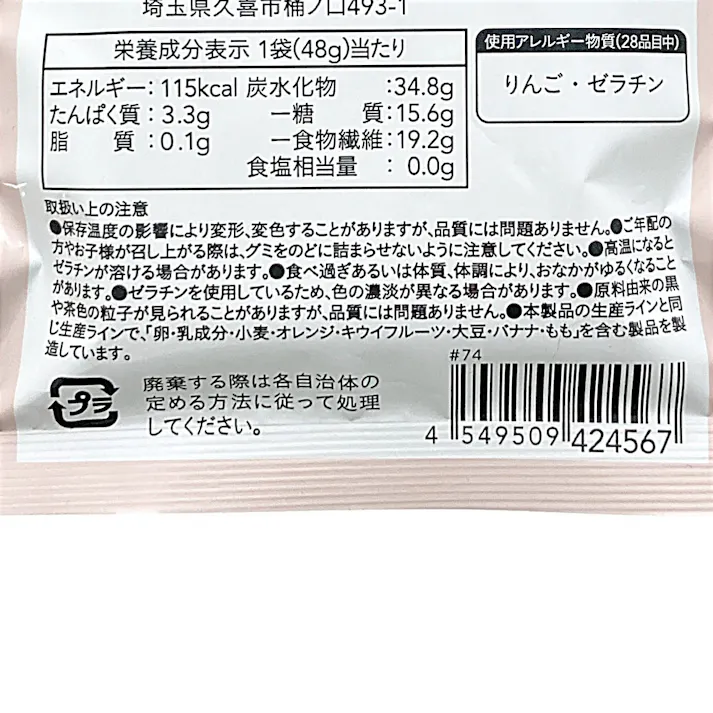 埼玉県久喜市樋ノ口493-1
栄養成分表示 1袋(48g)当たり
エネルギー：115kcal 炭水化物 ：34.8g
たんぱく質：3.3g ー糖 質：15.6g
脂 質：0.1g ー食物繊維：19.2g
食塩相当量 ： 0.0g
使用アレルギー物質(28品目中)
りんご・ゼラチン
取扱い上の注意
●保存温度の影響により変形、変色することがありますが、品質には問題ありません。●ご年配の
方やお子様が召し上がる際は、グミをのどに詰まらせないように注意してください。●高温になると
ゼラチンが溶ける場合があります。●食べ過ぎあるいは体質、体調により、おなかがゆるくなること
があります。●ゼラチンを使用しているため、色の濃淡が異なる場合があります。●原料由来の黒
や茶色の粒子が見られることがありますが、品質には問題ありません。●本製品の生産ラインと同
じ生産ラインで、「卵・乳成分・小麦・オレンジ・キウイフルーツ・大豆・バナナ・もも」を含む製品を製
造しています。
#74
プラ
廃棄する際は各自治体の
定める方法に従って処理
してください。
4 549509 424567